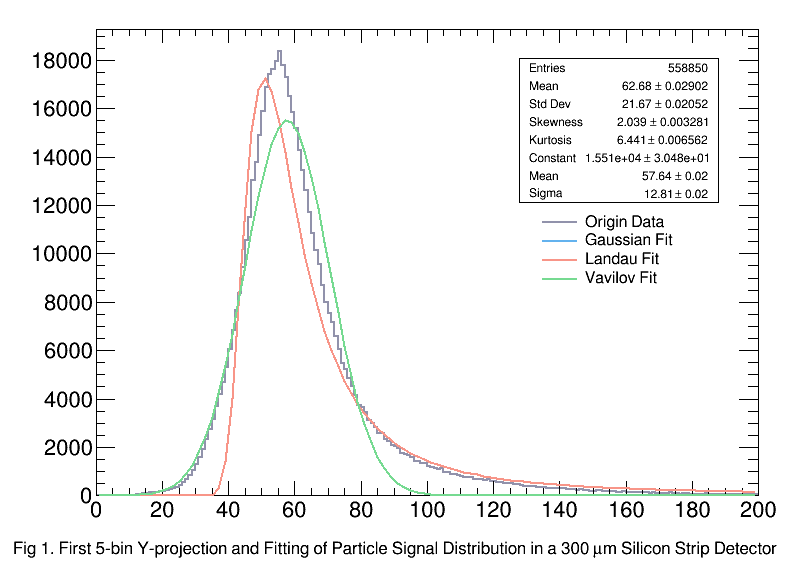 18000
16000
14000
12000
10000
8000
6000
4000
2000
0
0 20 40 60 80 100 120 140 160 180 200
Entries 558850
Mean 62.68 ± 0.02902
Std Dev 21.67 ± 0.02052
Skewness 2.039 ± 0.003281
Kurtosis 6.441 ± 0.006562
Constant 1.551e+04 ± 3.048e+01
Mean 57.64 ± 0.02
Sigma 12.81 ± 0.02
Origin Data
Gaussian Fit
Landau Fit
Vavilov Fit
Fig 1. First 5-bin Y-projection and Fitting of Particle Signal Distribution in a 300 μm Silicon Strip Detector